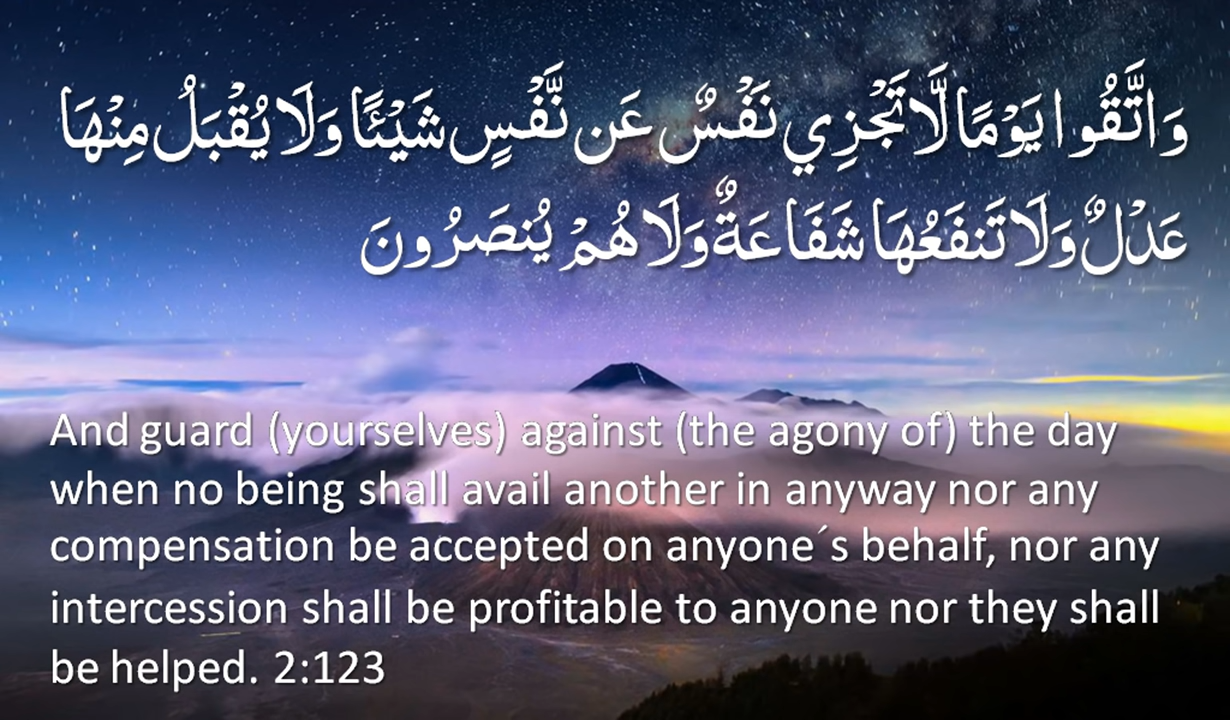 وَاتَّقُوا يَوْمًا لَّا تَجْزِي نَفْسٌ عَن نَّفْسٍ شَيْئًا وَلَا يُقْبَلُ مِنْهَا
عَدْلٌ وَلَا تَنفَعُهَا شَفَاعَةٌ وَلَا هُمْ يُنصَرُونَ
And guard (yourselves) against (the agony of) the day
when no being shall avail another in anyway nor any
compensation be accepted on anyone´s behalf, nor any
intercession shall be profitable to anyone nor they shall
be helped. 2:123